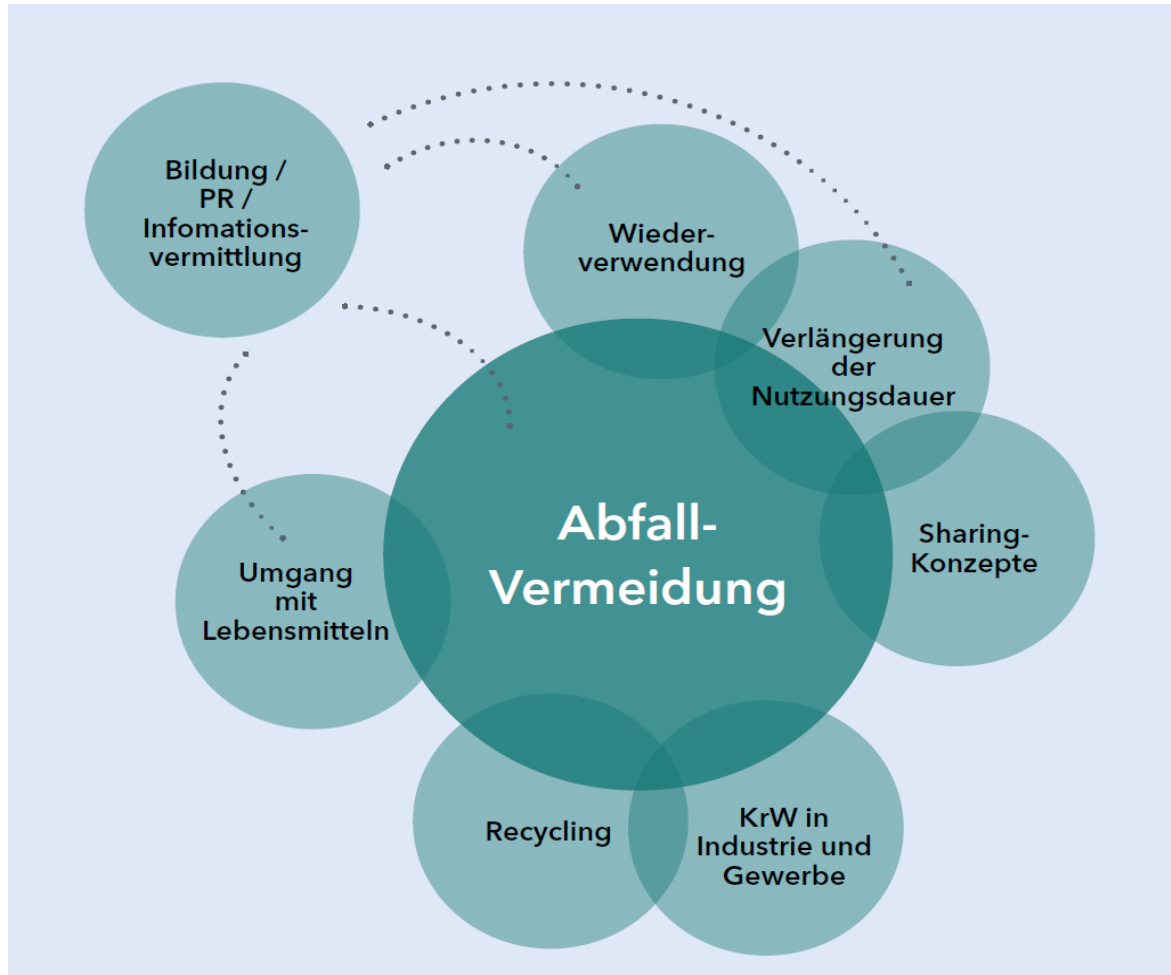 Bildung /
PR /
Infomations-
vermittlung
Wieder-
verwendung
Verlängerung
der
Nutzungsdauer
Sharing-
Konzepte
Abfall-
Vermeidung
Umgang
mit
Lebensmitteln
Recycling
KrW in
Industrie und
Gewerbe